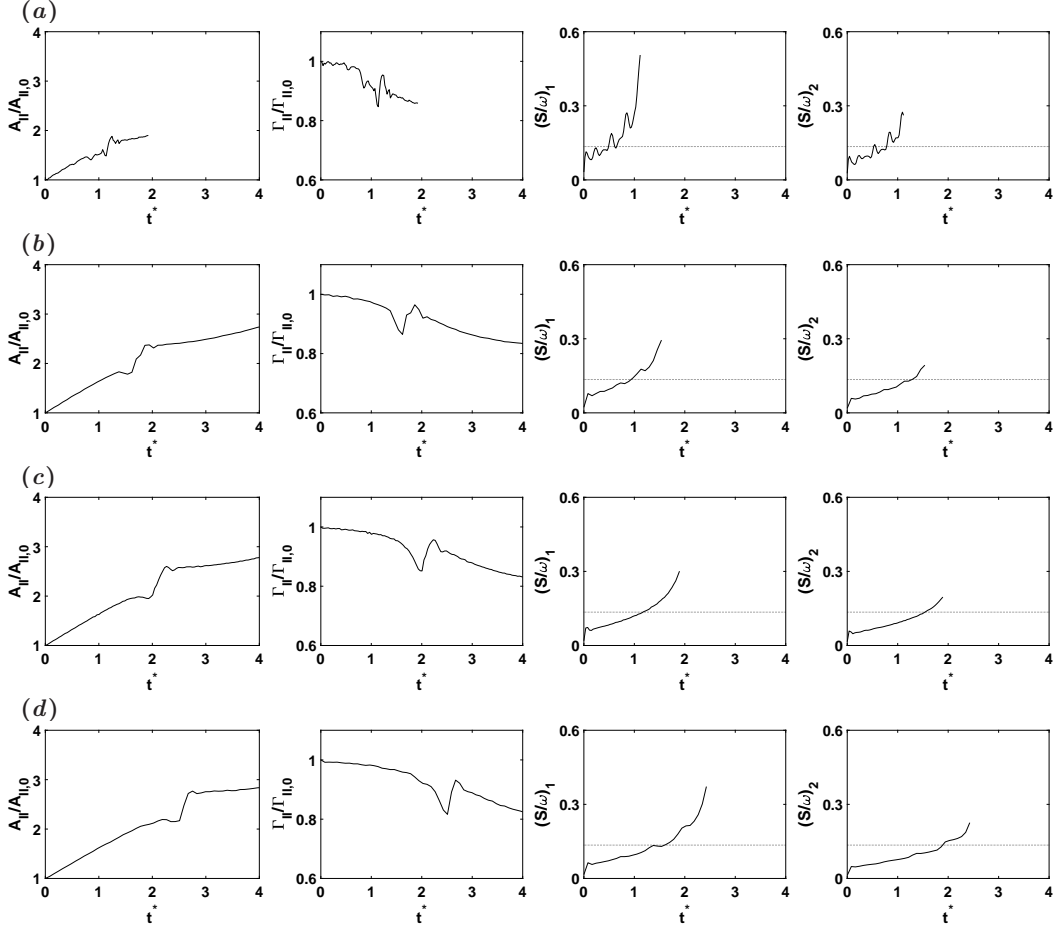 (a)
4
3
2
1
0 1 2 3 4
A_II/A_II,0
t*
1
0.8
0.6
0 1 2 3 4
Γ_II/Γ_II,0
t*
0.6
0.3
0
0 1 2 3 4
(S/ω)_1
t*
0.6
0.3
0
0 1 2 3 4
(S/ω)_2
t*
(b)
4
3
2
1
0 1 2 3 4
A_II/A_II,0
t*
1
0.8
0.6
0 1 2 3 4
Γ_II/Γ_II,0
t*
0.6
0.3
0
0 1 2 3 4
(S/ω)_1
t*
0.6
0.3
0
0 1 2 3 4
(S/ω)_2
t*
(c)
4
3
2
1
0 1 2 3 4
A_II/A_II,0
t*
1
0.8
0.6
0 1 2 3 4
Γ_II/Γ_II,0
t*
0.6
0.3
0
0 1 2 3 4
(S/ω)_1
t*
0.6
0.3
0
0 1 2 3 4
(S/ω)_2
t*
(d)
4
3
2
1
0 1 2 3 4
A_II/A_II,0
t*
1
0.8
0.6
0 1 2 3 4
Γ_II/Γ_II,0
t*
0.6
0.3
0
0 1 2 3 4
(S/ω)_1
t*
0.6
0.3
0
0 1 2 3 4
(S/ω)_2
t*